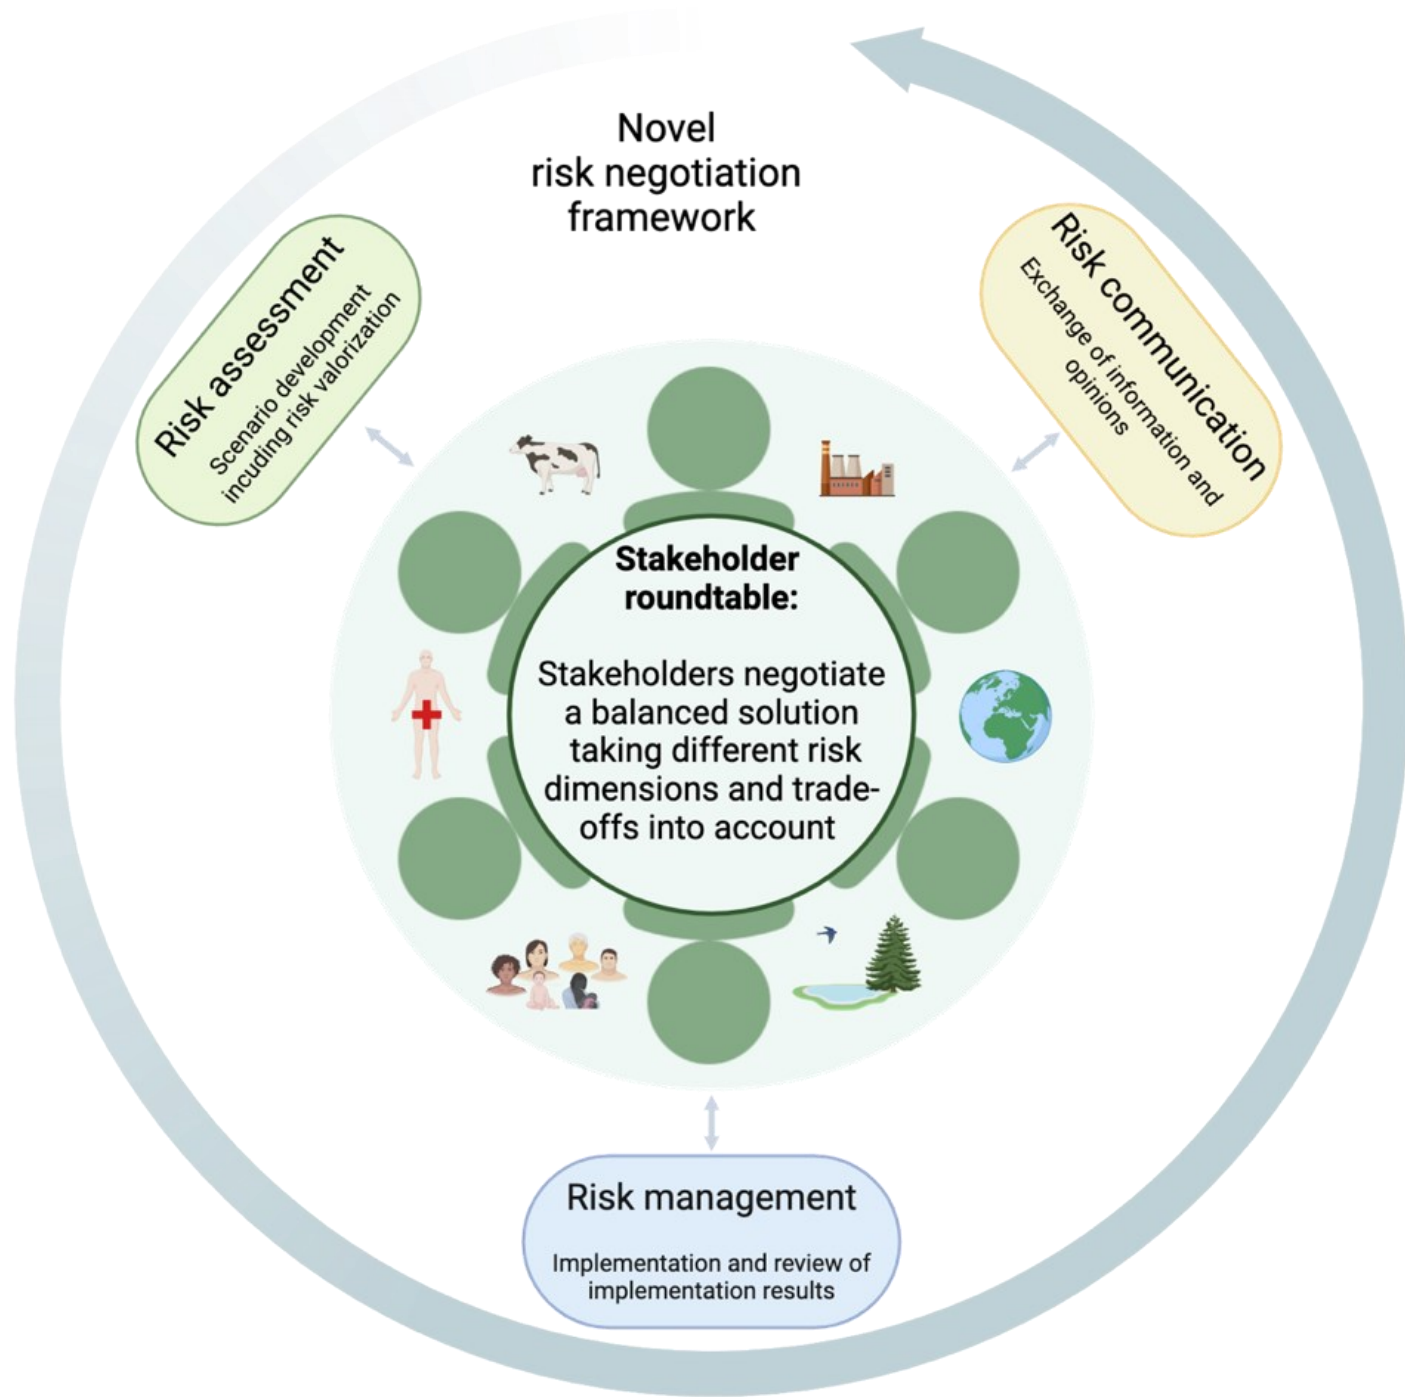 Novel
risk negotiation
framework
Risk assessment
Scenario development
incuding risk valorization
Risk communication
Exchange of information and
opinions
Stakeholder
roundtable:
Stakeholders negotiate
a balanced solution
taking different risk
dimensions and trade-
offs into account
Risk management
Implementation and review of
implementation results